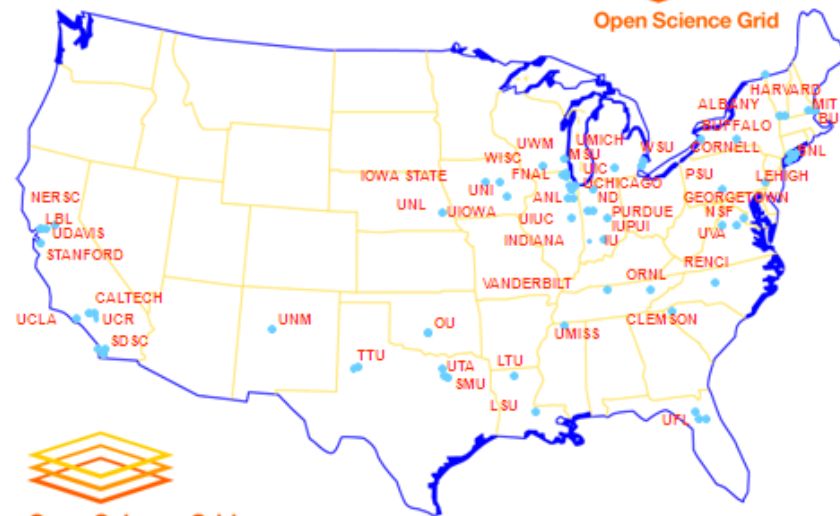 Open Science Grid
HARVARD
ALBANY
MIT
BU
BUFFALO
UWM
UMICH
WSU
CORNELL
BNL
WISC
MSU
UIC
IOWA STATE
FNAL
PSU
LEHIGH
UNI
UCHICAGO
NERSC
UNL
ANL
ND
GEORGETOWN
LBL
UIOWA
UIUC
PURDUE
NSF
UDAVIS
IUPUI
UVA
STANFORD
INDIANA
IU
RENCI
VANDERBILT
ORNL
CALTECH
UCLA
UCR
UNM
OU
UMISS
CLEMSON
SDSC
TTU
UTA
LTU
SMU
LSU
UFL